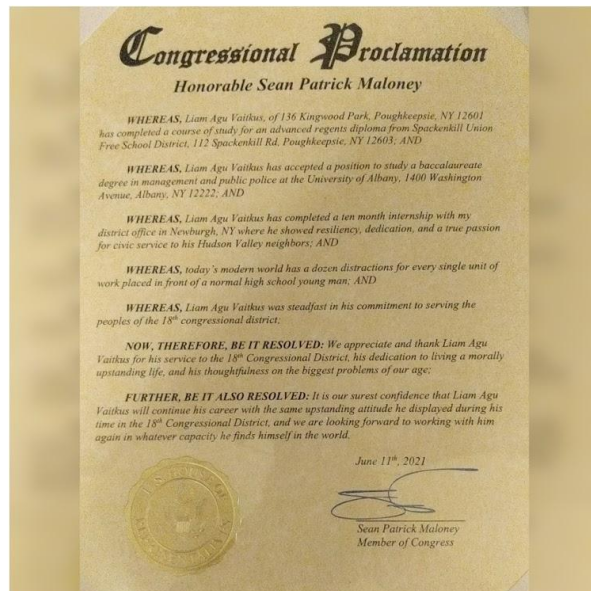 Congressional Proclamation
Honorable Sean Patrick Maloney
WHEREAS, Liam Agu Vaitkus, of 136 Kingwood Park, Poughkeepsie, NY 12601
has completed a course of study for an advanced regents diploma from Spackenkill Union
Free School District, 112 Spackenkill Rd, Poughkeepsie, NY 12603; AND
WHEREAS, Liam Agu Vaitkus has accepted a position to study a baccalaureate
degree in management and public police at the University of Albany, 1400 Washington
Avenue, Albany, NY 12222; AND
WHEREAS, Liam Agu Vaitkus has completed a ten month internship with my
district office in Newburgh, NY where he showed resiliency, dedication, and a true passion
for civic service to his Hudson Valley neighbors; AND
WHEREAS, today's modern world has a dozen distractions for every single unit of
work placed in front of a normal high school young man; AND
WHEREAS, Liam Agu Vaitkus was steadfast in his commitment to serving the
peoples of the 18th congressional district;
NOW, THEREFORE, BE IT RESOLVED: We appreciate and thank Liam Agu
Vaitkus for his service to the 18th Congressional District, his dedication to living a morally
upstanding life, and his thoughtfulness on the biggest problems of our age;
FURTHER, BE IT ALSO RESOLVED: It is our surest confidence that Liam Agu
Vaitkus will continue his career with the same upstanding attitude he displayed during his
time in the 18th Congressional District, and we are looking forward to working with him
again in whatever capacity he finds himself in the world.
June 11th, 2021
Sean Patrick Maloney
Member of Congress